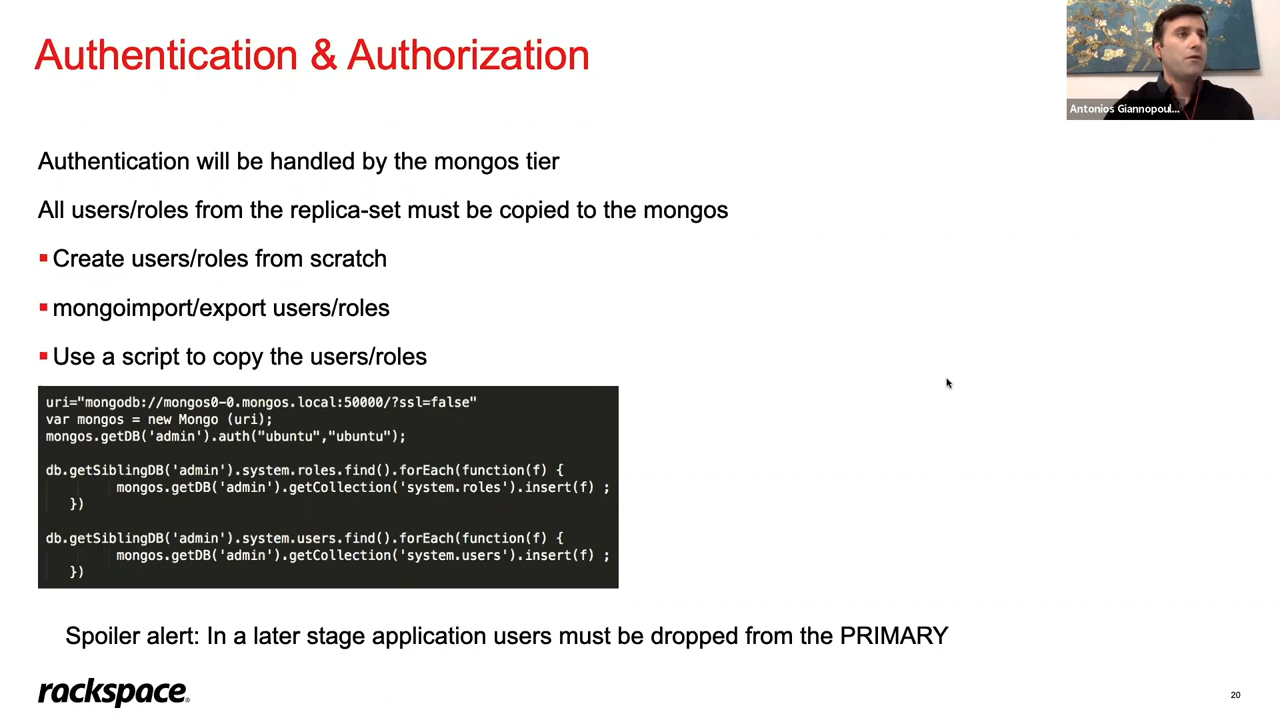 Authentication & Authorization
Antonios Giannopoul...
Authentication will be handled by the mongos tier
All users/roles from the replica-set must be copied to the mongos
▪ Create users/roles from scratch
▪ mongoimport/export users/roles
▪ Use a script to copy the users/roles
uri="mongodb://mongos0-0.mongos.local:50000/?ssl=false"
var mongos = new Mongo (uri);
mongos.getDB('admin').auth("ubuntu","ubuntu");
db.getSiblingDB('admin').system.roles.find().forEach(function(f) {
mongos.getDB('admin').getCollection('system.roles').insert(f) ;
})
db.getSiblingDB('admin').system.users.find().forEach(function(f) {
mongos.getDB('admin').getCollection('system.users').insert(f) ;
})
Spoiler alert: In a later stage application users must be dropped from the PRIMARY
rackspace®
20